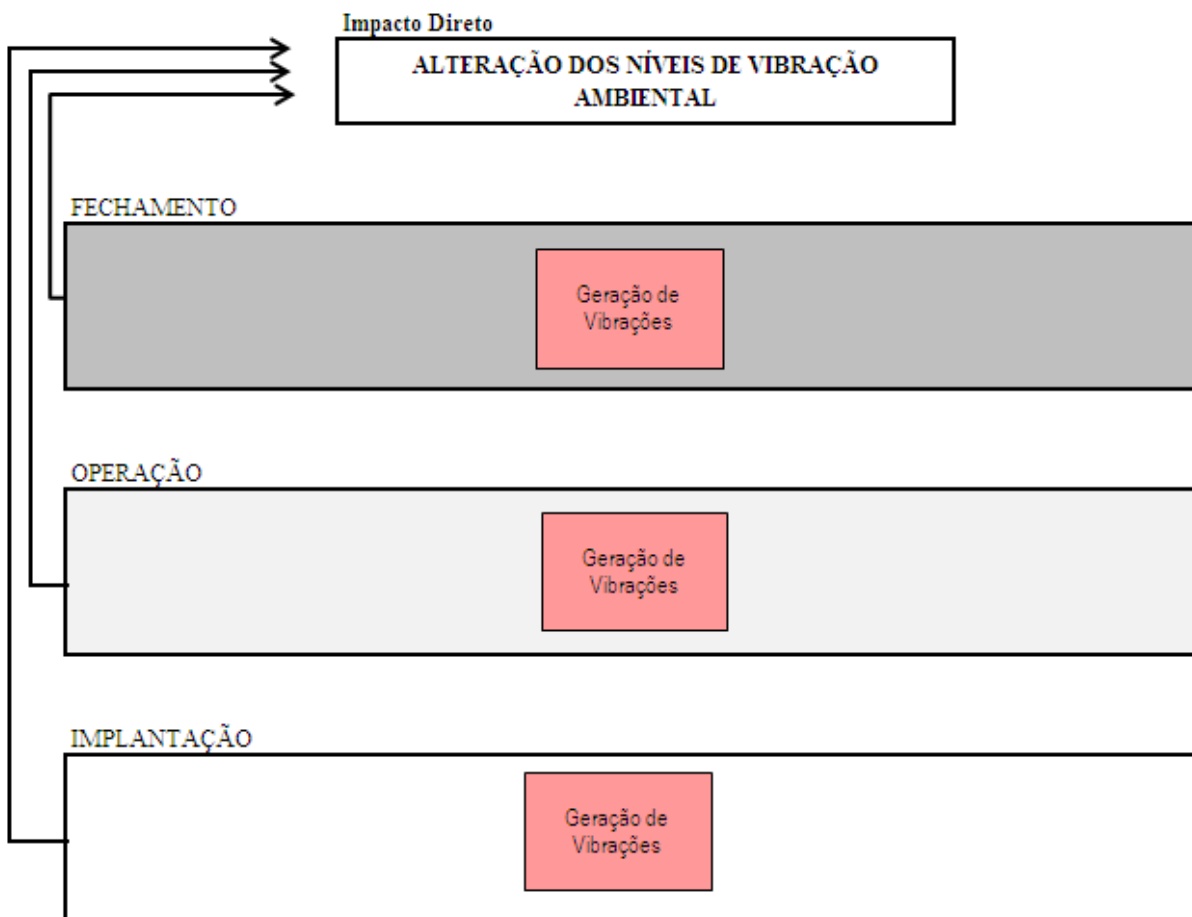 Impacto Direto
ALTERAÇÃO DOS NÍVEIS DE VIBRAÇÃO
AMBIENTAL
FECHAMENTO
Geração de
Vibrações
OPERAÇÃO
Geração de
Vibrações
IMPLANTAÇÃO
Geração de
Vibrações